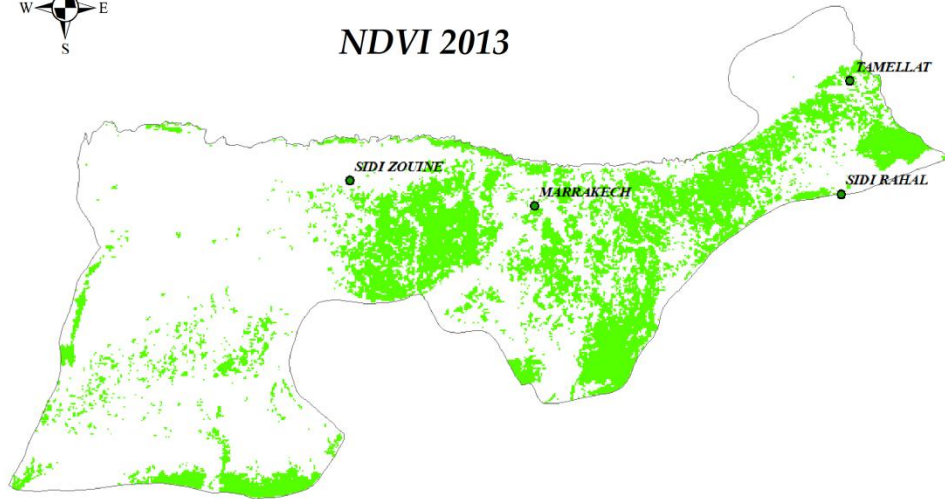 W E
S
NDVI 2013
TAMELLAT
SIDI ZOUINE
SIDI RAHAL
MARRAKECH